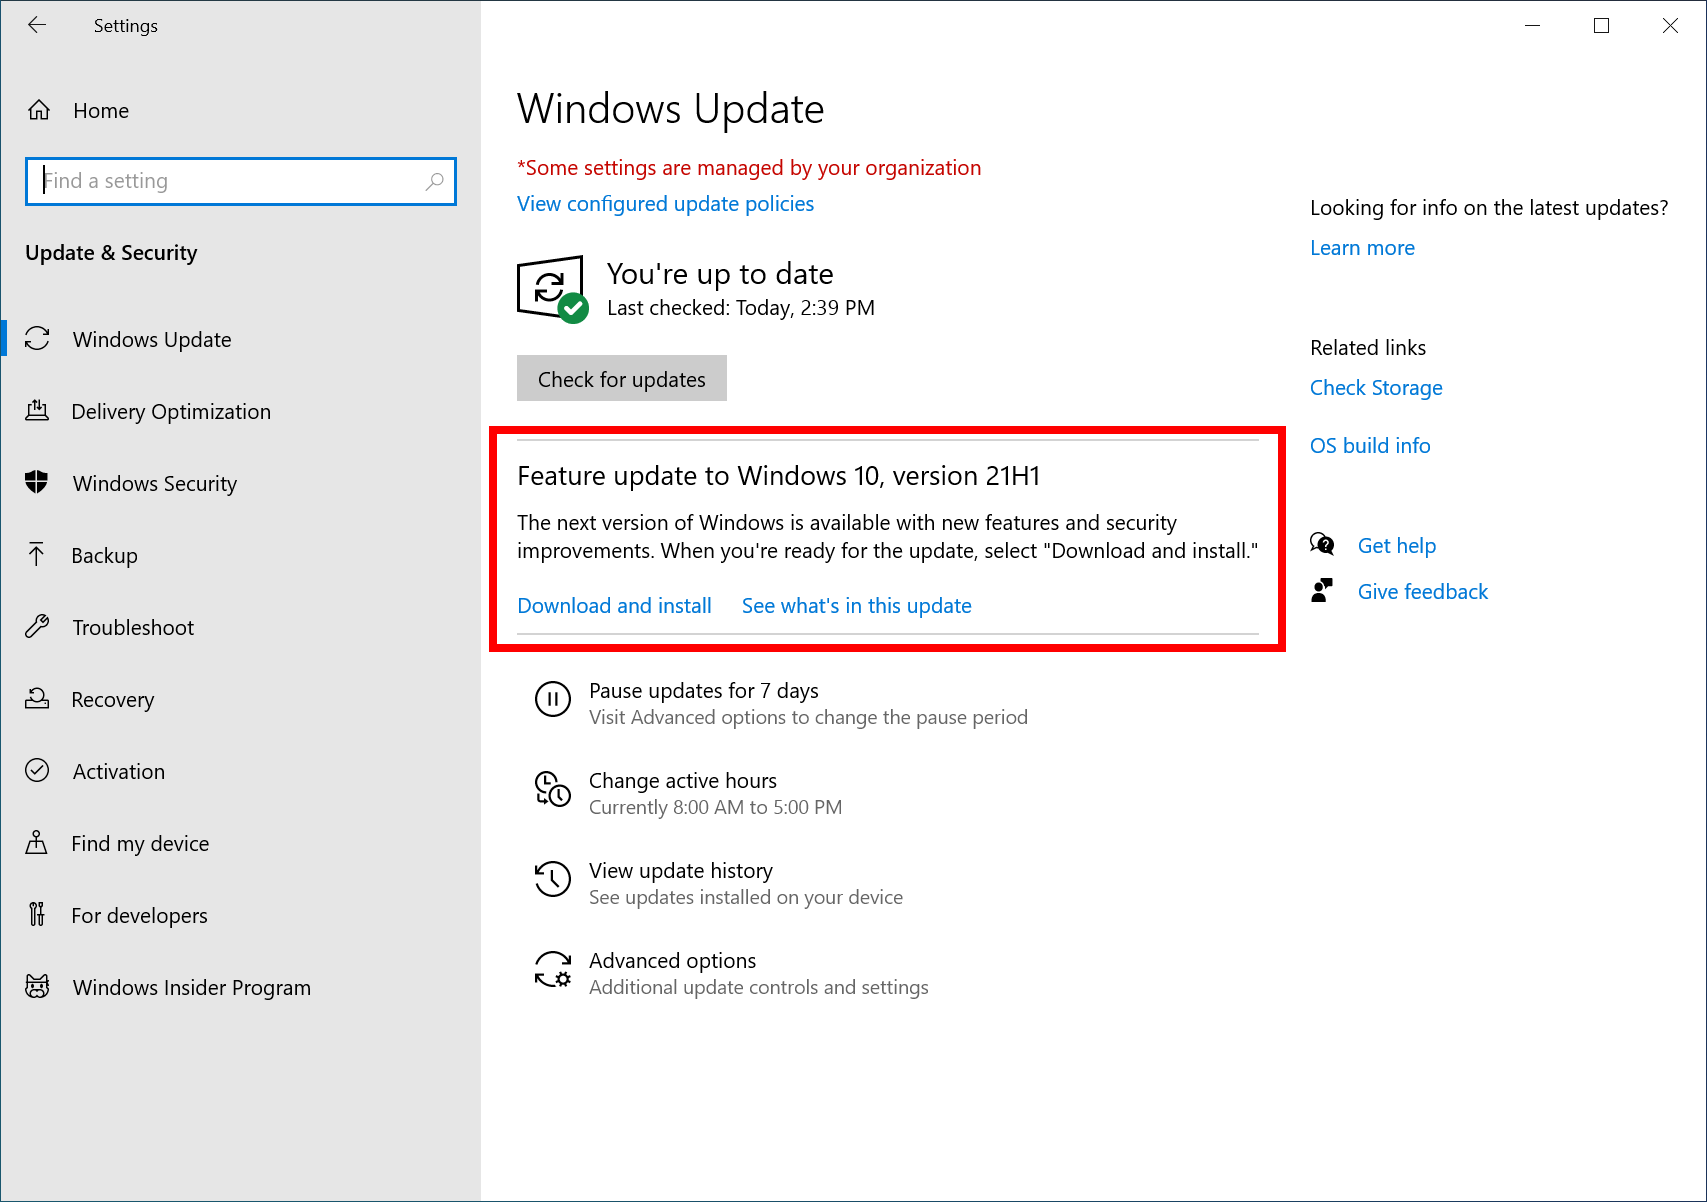 Settings
Home
Find a setting
Update & Security
Windows Update
Delivery Optimization
Windows Security
Backup
Troubleshoot
Recovery
Activation
Find my device
For developers
Windows Insider Program
Windows Update
*Some settings are managed by your organization
View configured update policies
You're up to date
Last checked: Today, 2:39 PM
Check for updates
Feature update to Windows 10, version 21H1
The next version of Windows is available with new features and security
improvements. When you're ready for the update, select "Download and install."
Download and install See what's in this update
Pause updates for 7 days
Visit Advanced options to change the pause period
Change active hours
Currently 8:00 AM to 5:00 PM
View update history
See updates installed on your device
Advanced options
Additional update controls and settings
Looking for info on the latest updates?
Learn more
Related links
Check Storage
OS build info
Get help
Give feedback